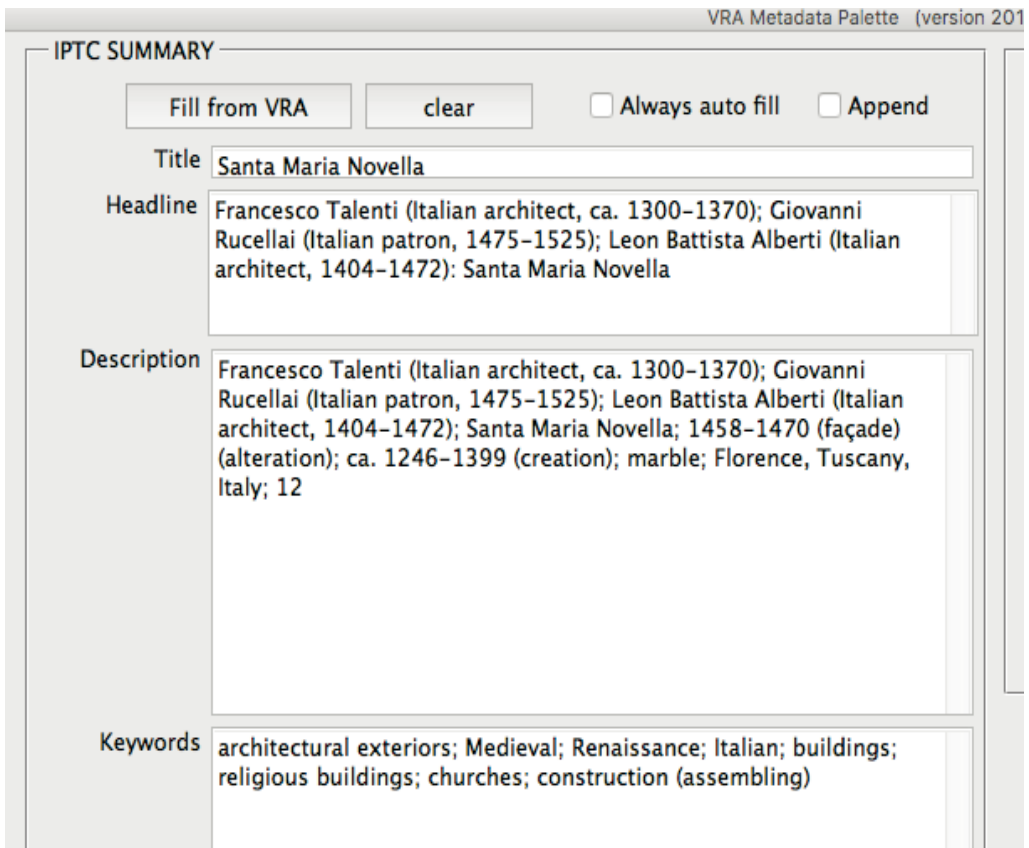 VRA Metadata Palette (version 201
IPTC SUMMARY
Fill from VRA clear Always auto fill Append
Title Santa Maria Novella
Headline Francesco Talenti (Italian architect, ca. 1300–1370); Giovanni
Rucellai (Italian patron, 1475–1525); Leon Battista Alberti (Italian
architect, 1404–1472): Santa Maria Novella
Description Francesco Talenti (Italian architect, ca. 1300–1370); Giovanni
Rucellai (Italian patron, 1475–1525); Leon Battista Alberti (Italian
architect, 1404–1472); Santa Maria Novella; 1458–1470 (façade)
(alteration); ca. 1246–1399 (creation); marble; Florence, Tuscany,
Italy; 12
Keywords architectural exteriors; Medieval; Renaissance; Italian; buildings;
religious buildings; churches; construction (assembling)